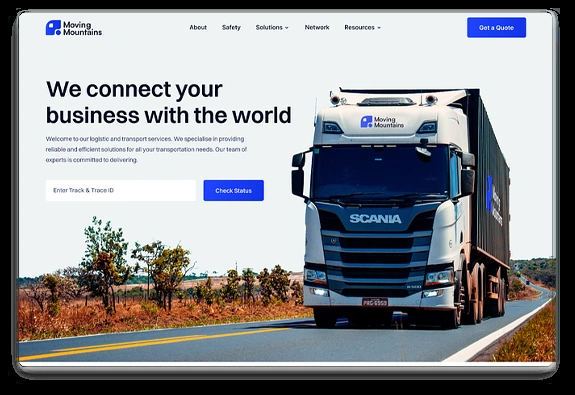 Moving
Mountains
About
Safety
Solutions
Network
Resources
Get a Quote
We connect your
business with the world
Welcome to our logistic and transport services. We specialise in providing
reliable and efficient solutions for all your transportation needs. Our team of
experts is committed to delivering.
Enter Track & Trace ID
Check Status
Moving
Mountains
SCANIA